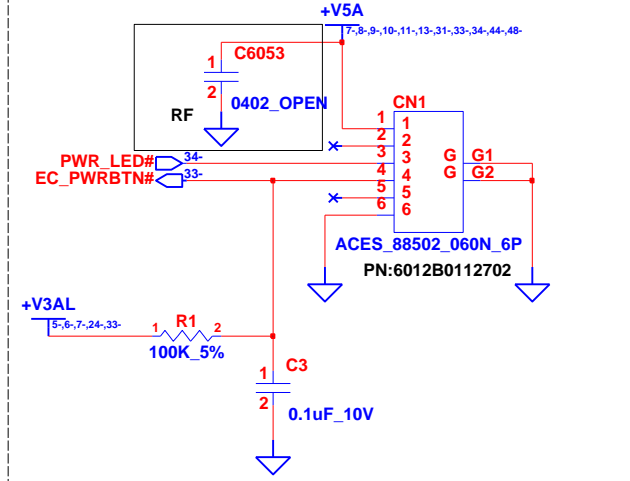 +V5A
7-,8-,9-,10-,11-,13-,31-,33-,34-,44-,48-
C6053
1
2
0402_OPEN
RF
CN1
1 1
2 2
3 3 G G1
4 4 G G2
5 5
6 6
PWR_LED# 34-
EC_PWRBTN# 33-
ACES_88502_060N_6P
PN:6012B0112702
+V3AL
5-,6-,7-,24-,33-
1 R1 2
100K_5%
C3
1
2
0.1uF_10V